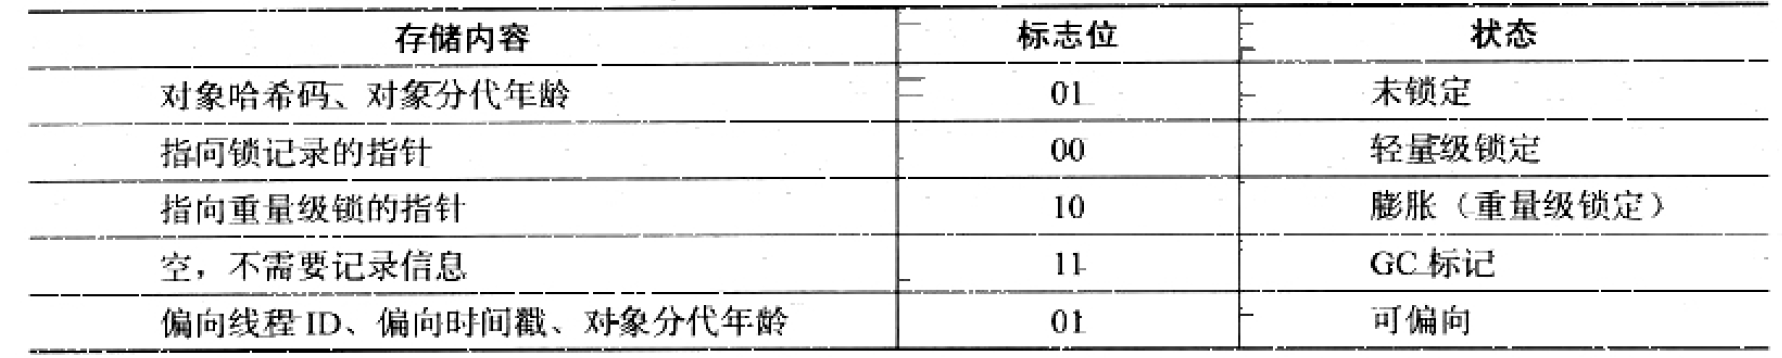 存储内容 标志位 状态
对象哈希码、对象分代年龄 01 未锁定
指向锁记录的指针 00 轻量级锁定
指向重量级锁的指针 10 膨胀（重量级锁定）
空，不需要记录信息 11 GC 标记
偏向线程 ID、偏向时间戳、对象分代年龄 01 可偏向